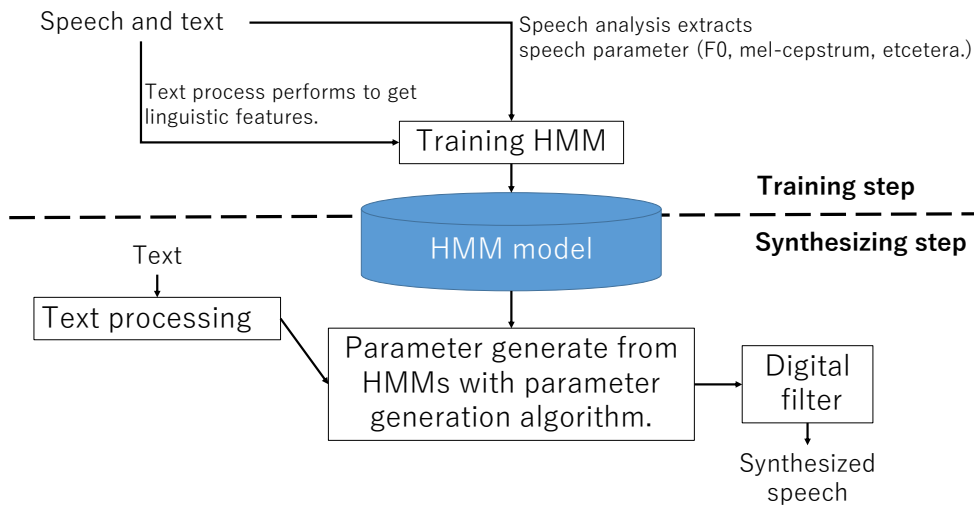 Speech and text
Speech analysis extracts
speech parameter (F0, mel-cepstrum, etcetera.)
Text process performs to get
linguistic features.
Training HMM
Training step
HMM model
Synthesizing step
Text
Text processing
Parameter generate from
HMMs with parameter
generation algorithm.
Digital
filter
Synthesized
speech